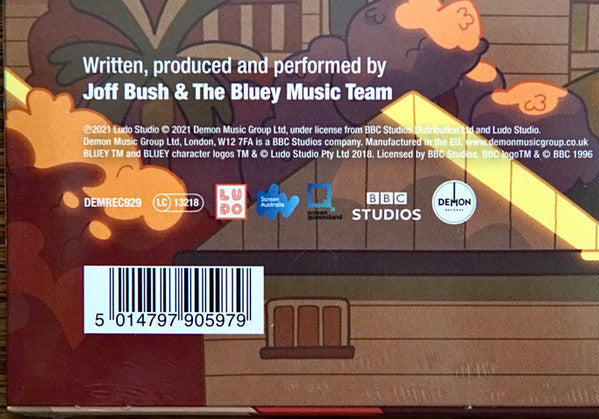 Written, produced and performed by
Joff Bush & The Bluey Music Team
℗2021 Ludo Studio © 2021 Demon Music Group Ltd, under license from BBC Studios Distribution Ltd and Ludo Studio.
Demon Music Group Ltd, London, W12 7FA is a BBC Studios company. Manufactured in the EU. www.demonmusicgroup.co.uk
BLUEY TM and BLUEY character logos TM & © Ludo Studio Pty Ltd 2018. Licensed by BBC Studios. BBC logoTM & © BBC 1996
DEMREC929 LC 13218 LUDO Screen Australia screen queensland BBC STUDIOS DEMON RECORDS
5 014797 905979